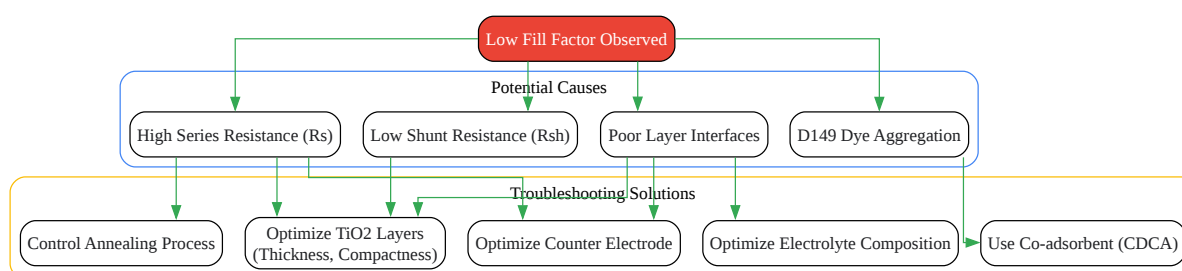 Low Fill Factor Observed
Potential Causes
High Series Resistance (Rs)
Low Shunt Resistance (Rsh)
Poor Layer Interfaces
D149 Dye Aggregation
Troubleshooting Solutions
Control Annealing Process
Optimize TiO2 Layers
(Thickness, Compactness)
Optimize Counter Electrode
Optimize Electrolyte Composition
Use Co-adsorbent (CDCA)